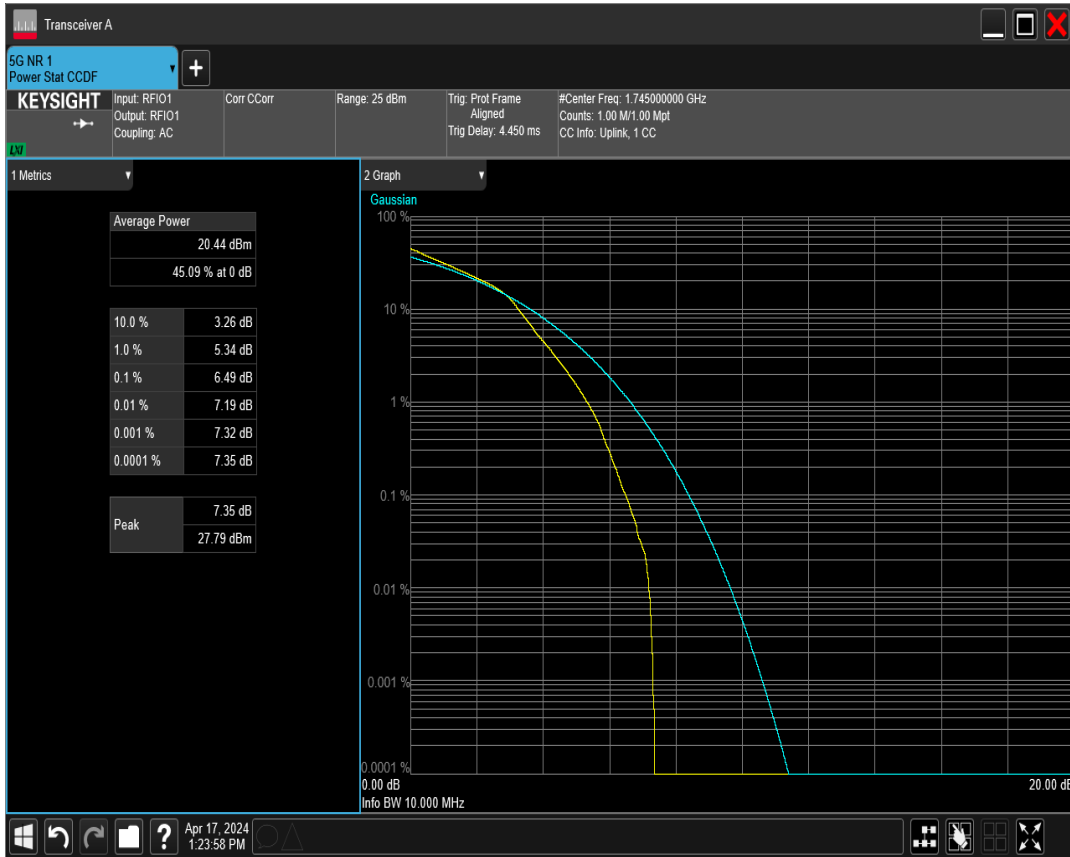 Transceiver A
5G NR 1
Power Stat CCDF
+
KEYSIGHT
LXI
Input: RFIO1
Output: RFIO1
Coupling: AC
Corr CCorr
Range: 25 dBm
Trig: Prot Frame
Aligned
Trig Delay: 4.450 ms
#Center Freq: 1.745000000 GHz
Counts: 1.00 M/1.00 Mpt
CC Info: Uplink, 1 CC
1 Metrics
Average Power
20.44 dBm
45.09 % at 0 dB
10.0 % 3.26 dB
1.0 % 5.34 dB
0.1 % 6.49 dB
0.01 % 7.19 dB
0.001 % 7.32 dB
0.0001 % 7.35 dB
Peak 7.35 dB
27.79 dBm
2 Graph
Gaussian
100 %
10 %
1 %
0.1 %
0.01 %
0.001 %
0.0001 %
0.00 dB 20.00 dB
Info BW 10.000 MHz
?
Apr 17, 2024
1:23:58 PM